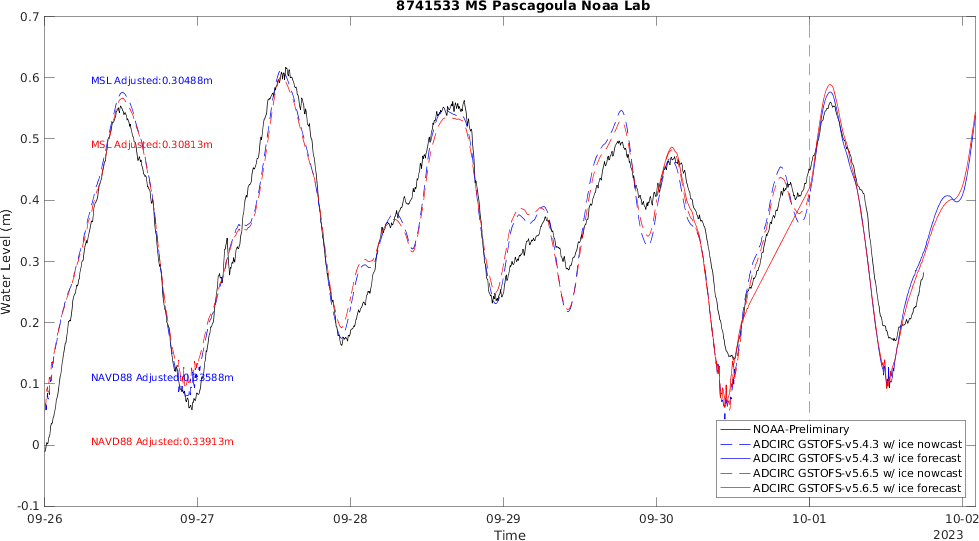 8741533 MS Pascagoula Noaa Lab
0.7
0.6
0.5
0.4
0.3
0.2
0.1
0
-0.1
Water Level (m)
MSL Adjusted:0.30488m
MSL Adjusted:0.30813m
NAVD88 Adjusted:0.33588m
NAVD88 Adjusted:0.33913m
NOAA-Preliminary
ADCIRC GSTOFS-v5.4.3 w/ ice nowcast
ADCIRC GSTOFS-v5.4.3 w/ ice forecast
ADCIRC GSTOFS-v5.6.5 w/ ice nowcast
ADCIRC GSTOFS-v5.6.5 w/ ice forecast
09-26 09-27 09-28 09-29 09-30 10-01 10-02
Time
2023